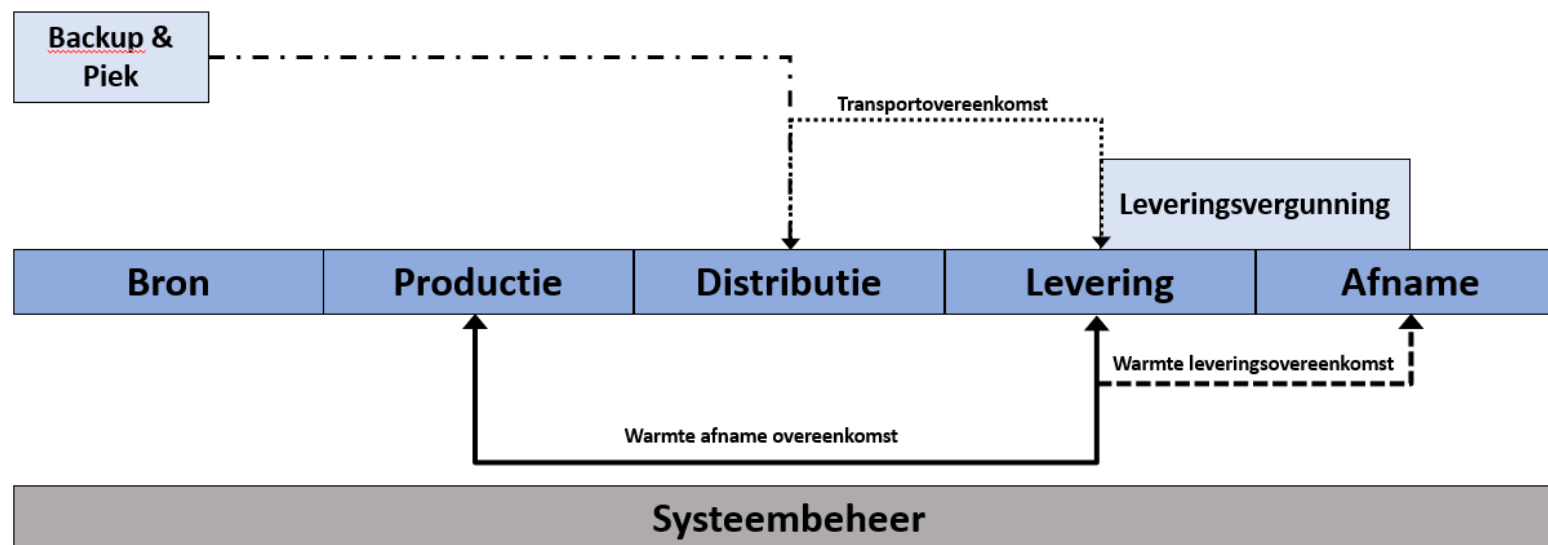 Backup &
Piek
Transportovereenkomst
Leveringsvergunning
Bron
Productie
Distributie
Levering
Afname
Warmte leveringsovereenkomst
Warmte afname overeenkomst
Systeembeheer